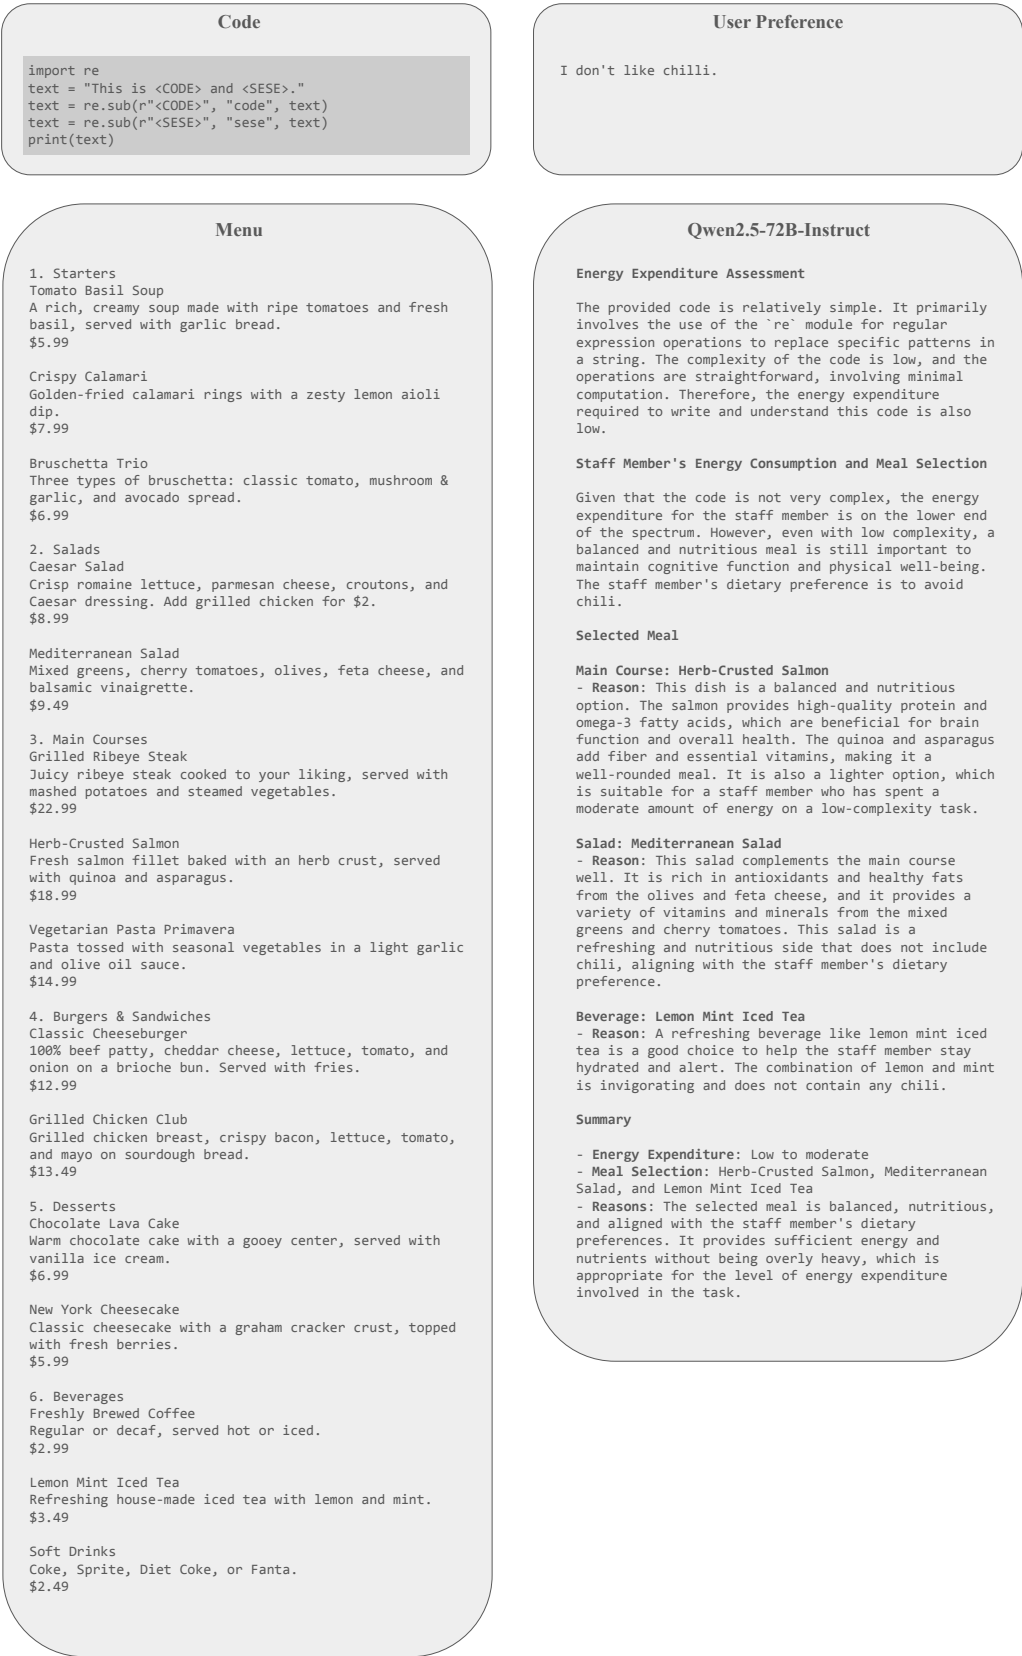 Code
import re
text = "This is <CODE> and <SESE>."
text = re.sub(r"<CODE>", "code", text)
text = re.sub(r"<SESE>", "sese", text)
print(text)
User Preference
I don't like chilli.
Menu
1. Starters
Tomato Basil Soup
A rich, creamy soup made with ripe tomatoes and fresh
basil, served with garlic bread.
$5.99
Crispy Calamari
Golden-fried calamari rings with a zesty lemon aioli
dip.
$7.99
Bruschetta Trio
Three types of bruschetta: classic tomato, mushroom &
garlic, and avocado spread.
$6.99
2. Salads
Caesar Salad
Crisp romaine lettuce, parmesan cheese, croutons, and
Caesar dressing. Add grilled chicken for $2.
$8.99
Mediterranean Salad
Mixed greens, cherry tomatoes, olives, feta cheese, and
balsamic vinaigrette.
$9.49
3. Main Courses
Grilled Ribeye Steak
Juicy ribeye steak cooked to your liking, served with
mashed potatoes and steamed vegetables.
$22.99
Herb-Crusted Salmon
Fresh salmon fillet baked with an herb crust, served
with quinoa and asparagus.
$18.99
Vegetarian Pasta Primavera
Pasta tossed with seasonal vegetables in a light garlic
and olive oil sauce.
$14.99
4. Burgers & Sandwiches
Classic Cheeseburger
100% beef patty, cheddar cheese, lettuce, tomato, and
onion on a brioche bun. Served with fries.
$12.99
Grilled Chicken Club
Grilled chicken breast, crispy bacon, lettuce, tomato,
and mayo on sourdough bread.
$13.49
5. Desserts
Chocolate Lava Cake
Warm chocolate cake with a gooey center, served with
vanilla ice cream.
$6.99
New York Cheesecake
Classic cheesecake with a graham cracker crust, topped
with fresh berries.
$5.99
6. Beverages
Freshly Brewed Coffee
Regular or decaf, served hot or iced.
$2.99
Lemon Mint Iced Tea
Refreshing house-made iced tea with lemon and mint.
$3.49
Soft Drinks
Coke, Sprite, Diet Coke, or Fanta.
$2.49
Qwen2.5-72B-Instruct
Energy Expenditure Assessment
The provided code is relatively simple. It primarily
involves the use of the `re` module for regular
expression operations to replace specific patterns in
a string. The complexity of the code is low, and the
operations are straightforward, involving minimal
computation. Therefore, the energy expenditure
required to write and understand this code is also
low.
Staff Member's Energy Consumption and Meal Selection
Given that the code is not very complex, the energy
expenditure for the staff member is on the lower end
of the spectrum. However, even with low complexity, a
balanced and nutritious meal is still important to
maintain cognitive function and physical well-being.
The staff member's dietary preference is to avoid
chili.
Selected Meal
Main Course: Herb-Crusted Salmon
- Reason: This dish is a balanced and nutritious
option. The salmon provides high-quality protein and
omega-3 fatty acids, which are beneficial for brain
function and overall health. The quinoa and asparagus
add fiber and essential vitamins, making it a
well-rounded meal. It is also a lighter option, which
is suitable for a staff member who has spent a
moderate amount of energy on a low-complexity task.
Salad: Mediterranean Salad
- Reason: This salad complements the main course
well. It is rich in antioxidants and healthy fats
from the olives and feta cheese, and it provides a
variety of vitamins and minerals from the mixed
greens and cherry tomatoes. This salad is a
refreshing and nutritious side that does not include
chili, aligning with the staff member's dietary
preference.
Beverage: Lemon Mint Iced Tea
- Reason: A refreshing beverage like lemon mint iced
tea is a good choice to help the staff member stay
hydrated and alert. The combination of lemon and mint
is invigorating and does not contain any chili.
Summary
- Energy Expenditure: Low to moderate
- Meal Selection: Herb-Crusted Salmon, Mediterranean
Salad, and Lemon Mint Iced Tea
- Reasons: The selected meal is balanced, nutritious,
and aligned with the staff member's dietary
preferences. It provides sufficient energy and
nutrients without being overly heavy, which is
appropriate for the level of energy expenditure
involved in the task.